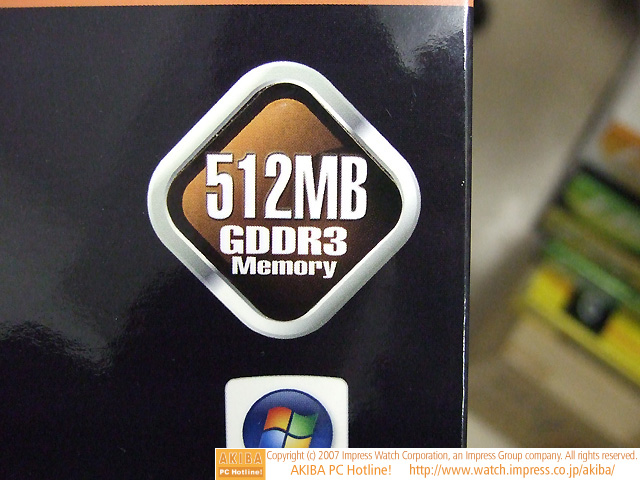 512MB
GDDR3
Memory
AKIBA
PC Hotline!
Copyright (c) 2007 Impress Watch Corporation, an Impress Group company. All rights reserved.
AKIBA PC Hotline! http://www.watch.impress.co.jp/akiba/